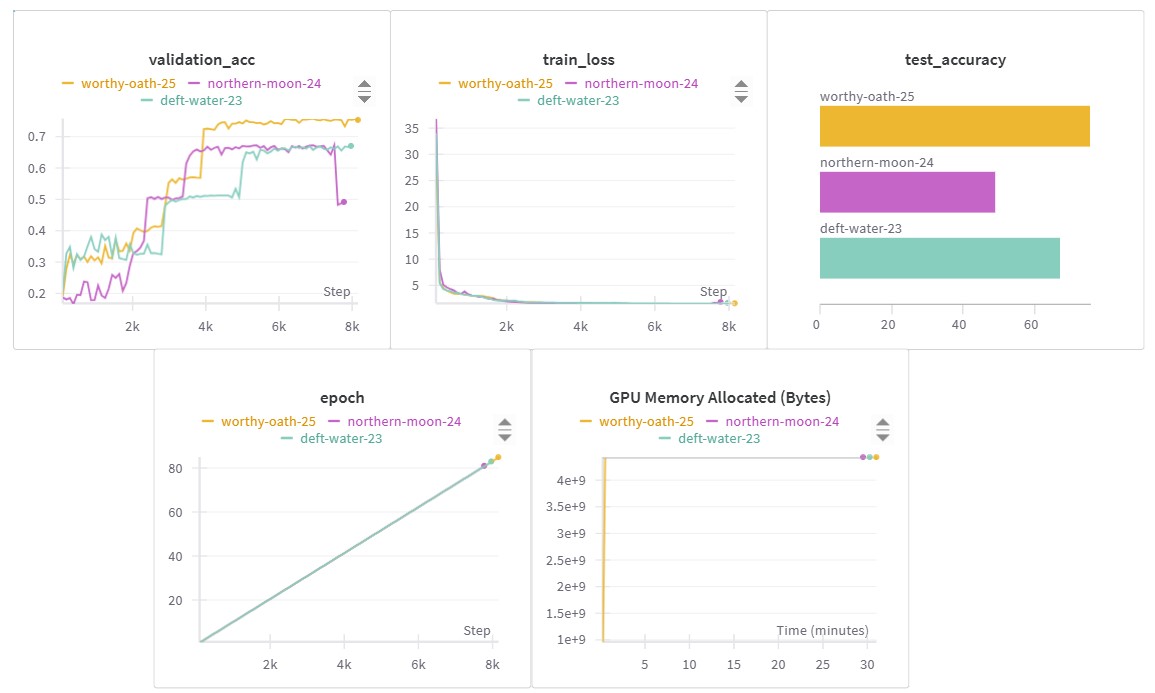 validation_acc
worthy-oath-25 northern-moon-24
deft-water-23
0.7
0.6
0.5
0.4
0.3
0.2
Step
2k 4k 6k 8k
train_loss
worthy-oath-25 northern-moon-24
deft-water-23
35
30
25
20
15
10
5
Step
2k 4k 6k 8k
test_accuracy
worthy-oath-25
northern-moon-24
deft-water-23
0 20 40 60
epoch
worthy-oath-25 northern-moon-24
deft-water-23
80
60
40
20
Step
2k 4k 6k 8k
GPU Memory Allocated (Bytes)
worthy-oath-25 northern-moon-24
deft-water-23
4e+9
3.5e+9
3e+9
2.5e+9
2e+9
1.5e+9
1e+9
Time (minutes)
5 10 15 20 25 30